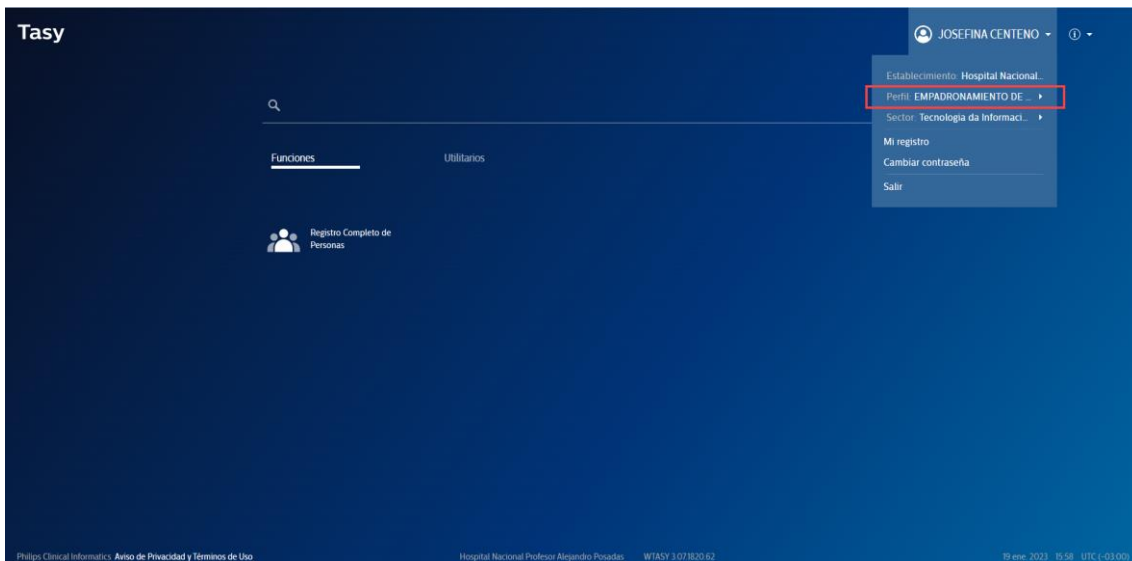 Tasy
JOSEFINA CENTENO
Establecimiento: Hospital Nacional...
Perfil: EMPADRONAMIENTO DE ...
Sector: Tecnologia da Informaci...
Mi registro
Cambiar contraseña
Salir
Funciones
Utilitarios
Registro Completo de
Personas
Philips Clinical Informatics Aviso de Privacidad y Términos de Uso
Hospital Nacional Profesor Alejandro Posadas WTASY 3.07.1820.62
19 ene. 2023 15:58 UTC (-03:00)